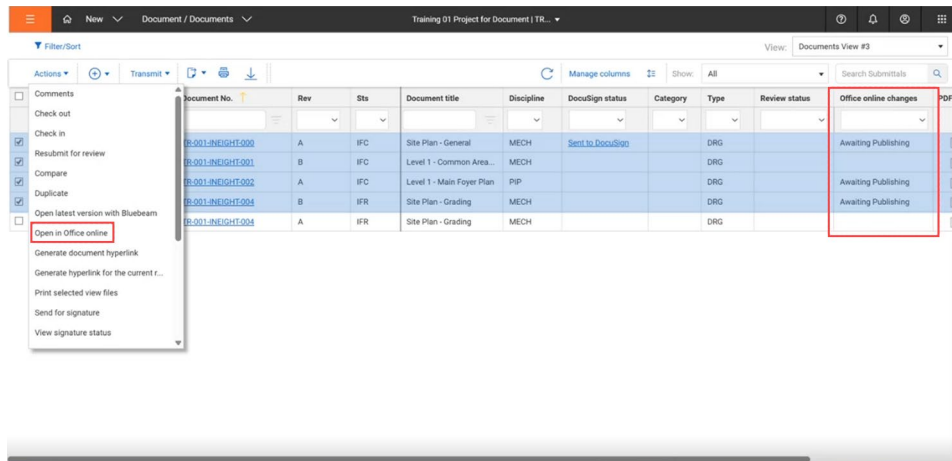 New Document / Documents Training 01 Project for Document | TR...
Filter/Sort View: Documents View #3
Actions Transmit Manage columns Show: All Search Submittals
Document No. Rev Sts Document title Discipline DocuSign status Category Type Review status Office online changes PDF
TR-001-INEIGHT-000 A IFC Site Plan - General MECH Sent to DocuSign DRG Awaiting Publishing
TR-001-INEIGHT-001 B IFC Level 1 - Common Area... MECH DRG
TR-001-INEIGHT-002 A IFC Level 1 - Main Foyer Plan PIP DRG Awaiting Publishing
TR-001-INEIGHT-004 B IFR Site Plan - Grading MECH DRG Awaiting Publishing
TR-001-INEIGHT-004 A IFR Site Plan - Grading MECH DRG
Comments
Check out
Check in
Resubmit for review
Compare
Duplicate
Open latest version with Bluebeam
Open in Office online
Generate document hyperlink
Generate hyperlink for the current r...
Print selected view files
Send for signature
View signature status